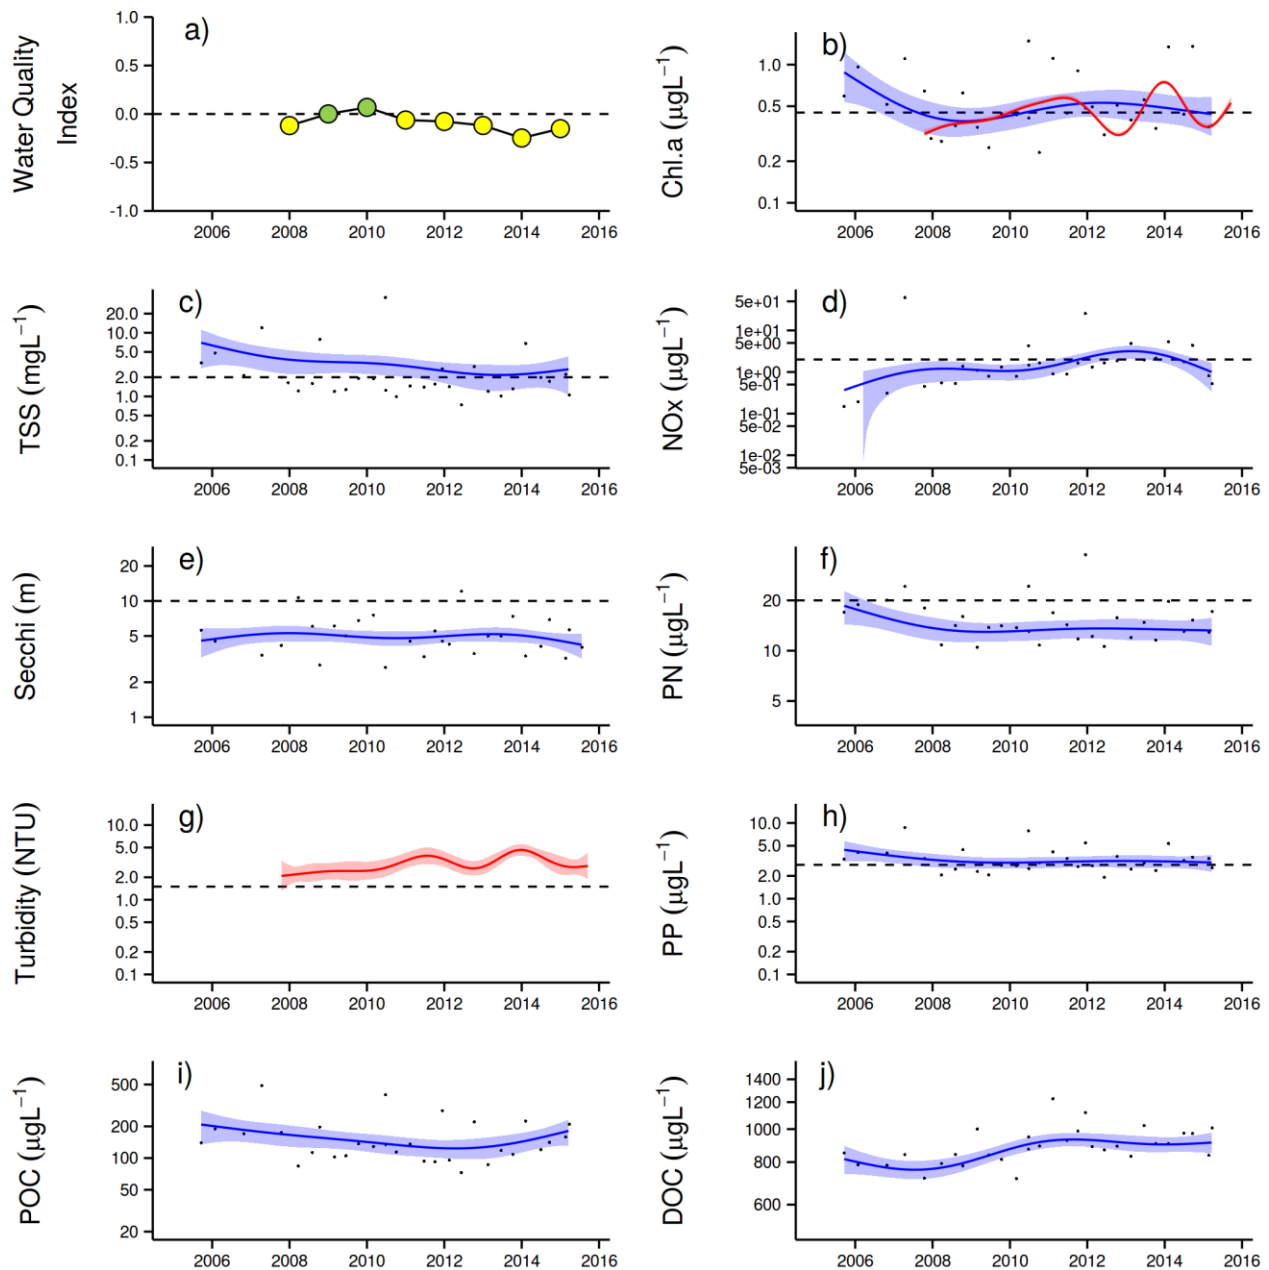 Water Quality
Index
a)
1.0
0.5
0.0
-0.5
-1.0
2006 2008 2010 2012 2014 2016
Chl.a (µgL⁻¹)
b)
1.0
0.5
0.2
0.1
2006 2008 2010 2012 2014 2016
TSS (mgL⁻¹)
c)
20.0
10.0
5.0
2.0
1.0
0.5
0.2
0.1
2006 2008 2010 2012 2014 2016
NOx (µgL⁻¹)
d)
5e+01
1e+01
5e+00
1e+00
5e-01
1e-01
5e-02
1e-02
5e-03
2006 2008 2010 2012 2014 2016
Secchi (m)
e)
20
10
5
2
1
2006 2008 2010 2012 2014 2016
PN (µgL⁻¹)
f)
20
10
5
2006 2008 2010 2012 2014 2016
Turbidity (NTU)
g)
10.0
5.0
2.0
1.0
0.5
0.2
0.1
2006 2008 2010 2012 2014 2016
PP (µgL⁻¹)
h)
10.0
5.0
2.0
1.0
0.5
0.2
0.1
2006 2008 2010 2012 2014 2016
POC (µgL⁻¹)
i)
500
200
100
50
20
2006 2008 2010 2012 2014 2016
DOC (µgL⁻¹)
j)
1400
1200
1000
800
600
2006 2008 2010 2012 2014 2016